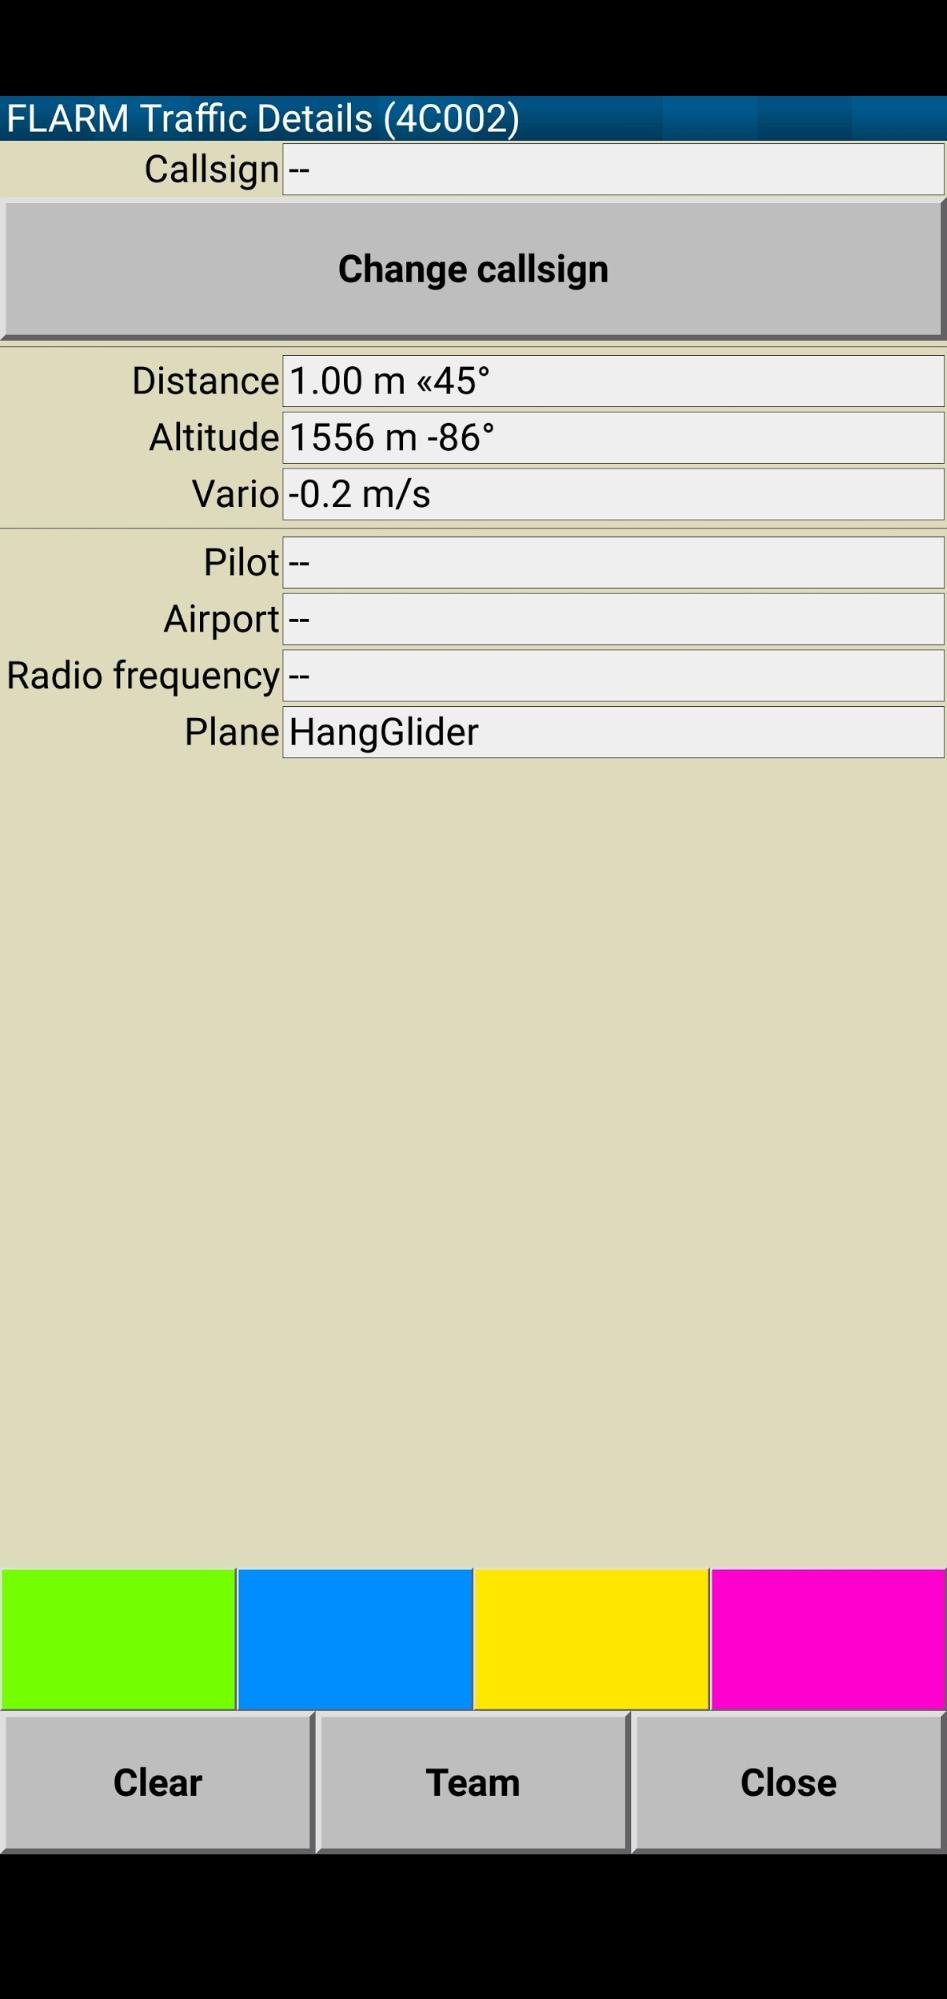 FLARM Traffic Details (4C002)
Callsign --
Change callsign
Distance 1.00 m «45°
Altitude 1556 m -86°
Vario -0.2 m/s
Pilot --
Airport --
Radio frequency --
Plane HangGlider
Clear Team Close